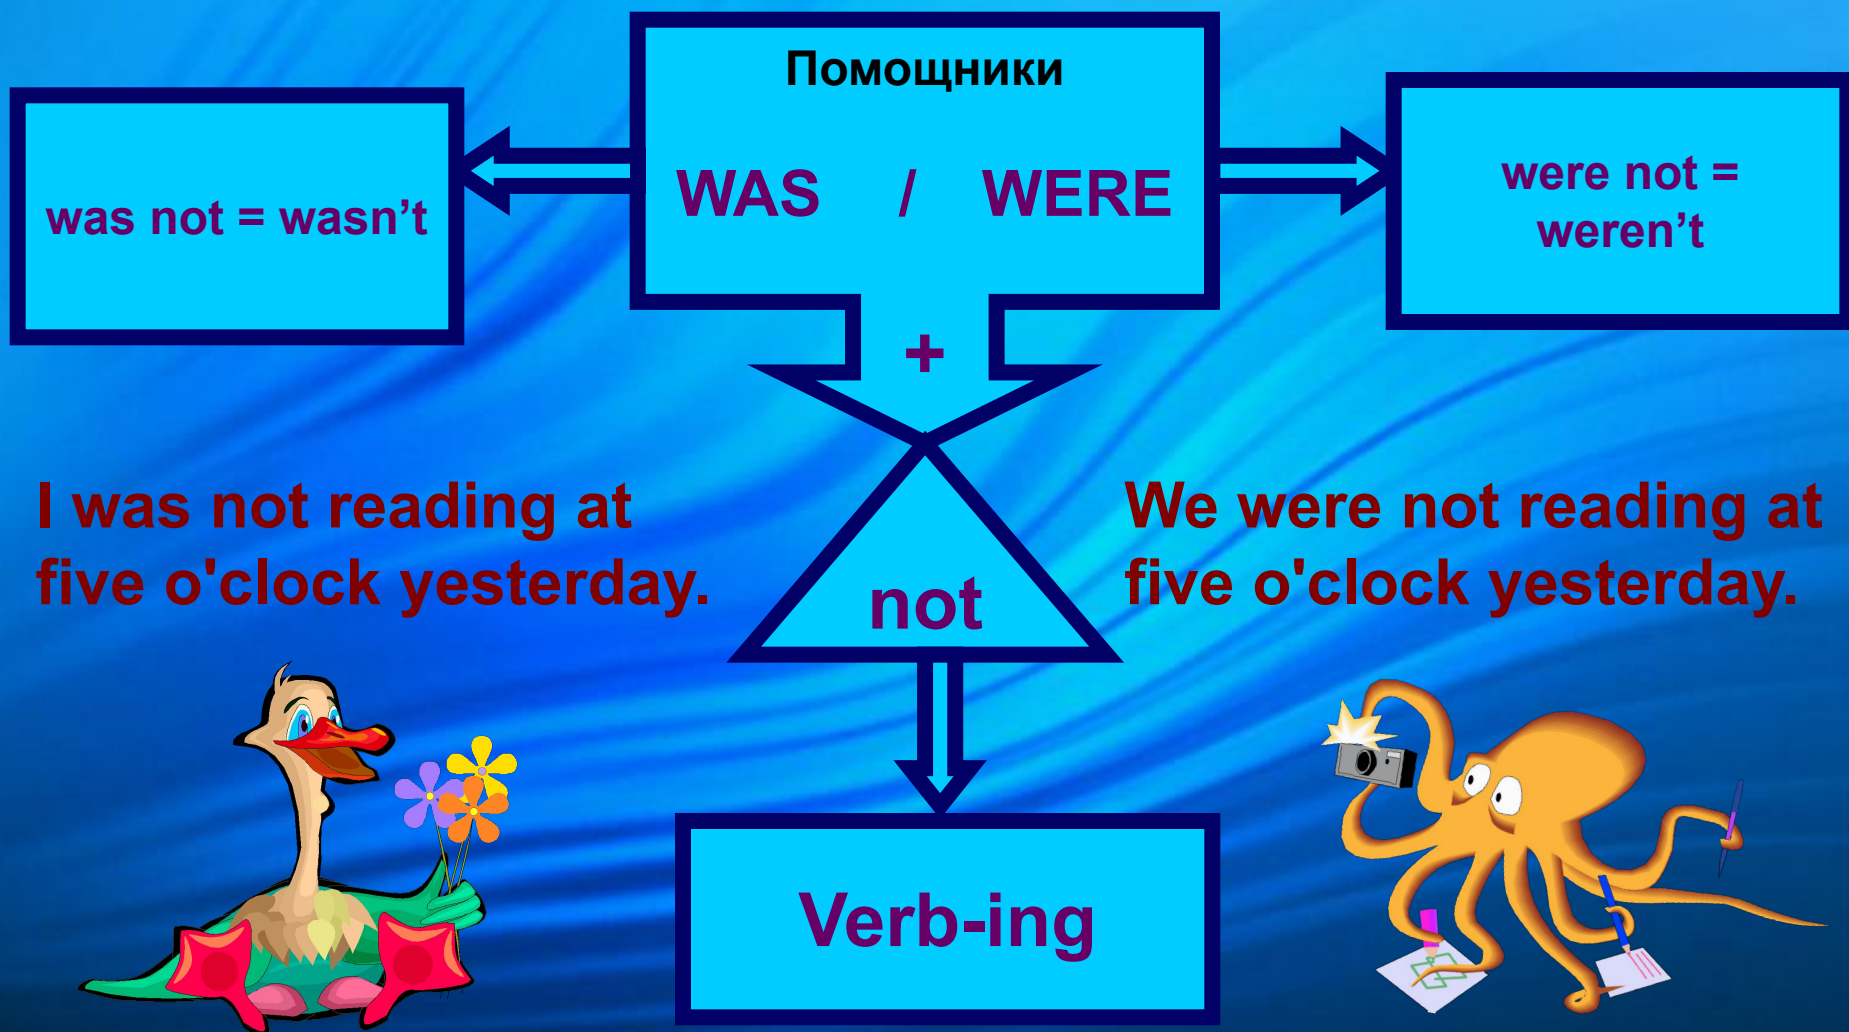 Помощники
WAS / WERE
was not = wasn’t
were not =
weren’t
+
not
I was not reading at
five o'clock yesterday.
We were not reading at
five o'clock yesterday.
Verb-ing